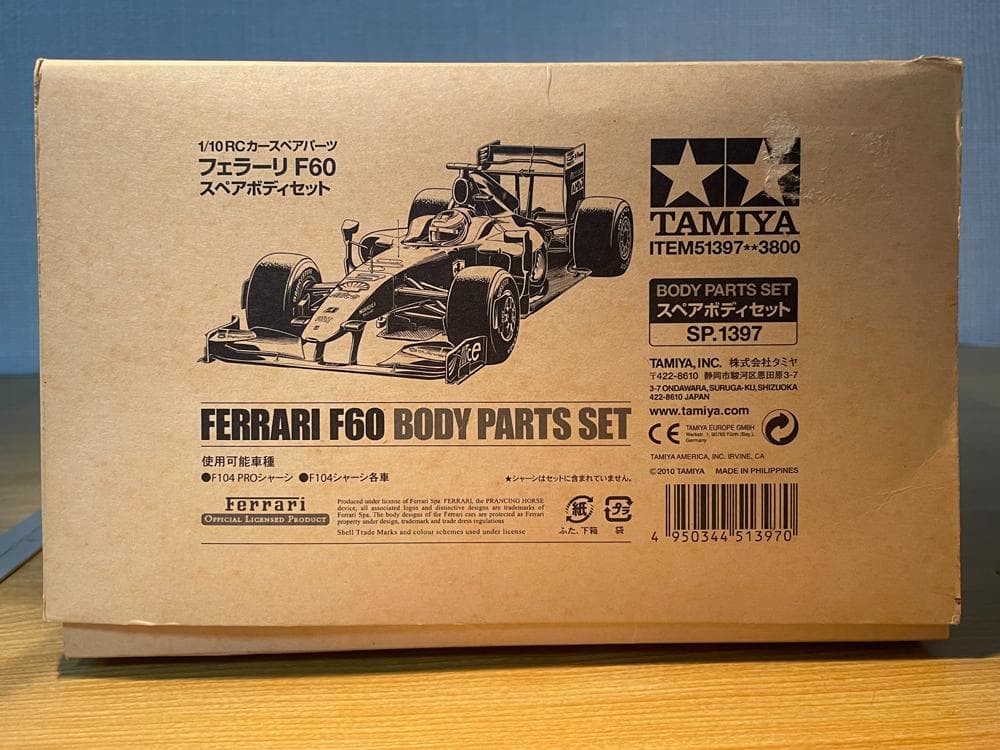 1/10 RCカースペアパーツ
フェラーリ F60
スペアボディセット
TAMIYA
ITEM51397**3800
BODY PARTS SET
スペアボディセット
SP.1397
TAMIYA, INC. 株式会社タミヤ
〒422-8610 静岡市駿河区恩田原3-7
3-7 ONDAWARA, SURUGA-KU, SHIZUOKA
422-8610 JAPAN
www.tamiya.com
CE
TAMIYA EUROPE GMBH
Werkstr. 1, 90765 Fürth (Bay.),
Germany
TAMIYA AMERICA, INC. IRVINE, CA
©2010 TAMIYA MADE IN PHILIPPINES
4 950344 513970
FERRARI F60 BODY PARTS SET
使用可能車種
●F104 PROシャーシ ●F104シャーシ各車
★シャーシはセットに含まれていません。
Ferrari
OFFICIAL LICENSED PRODUCT
Produced under license of Ferrari Spa. FERRARI, the PRANCING HORSE
device, all associated logos and distinctive designs are trademarks of
Ferrari Spa. The body designs of the Ferrari cars are protected as Ferrari
property under design, trademark and trade dress regulations
Shell Trade Marks and colour schemes used under license
紙
プラ
ふた、下箱 袋